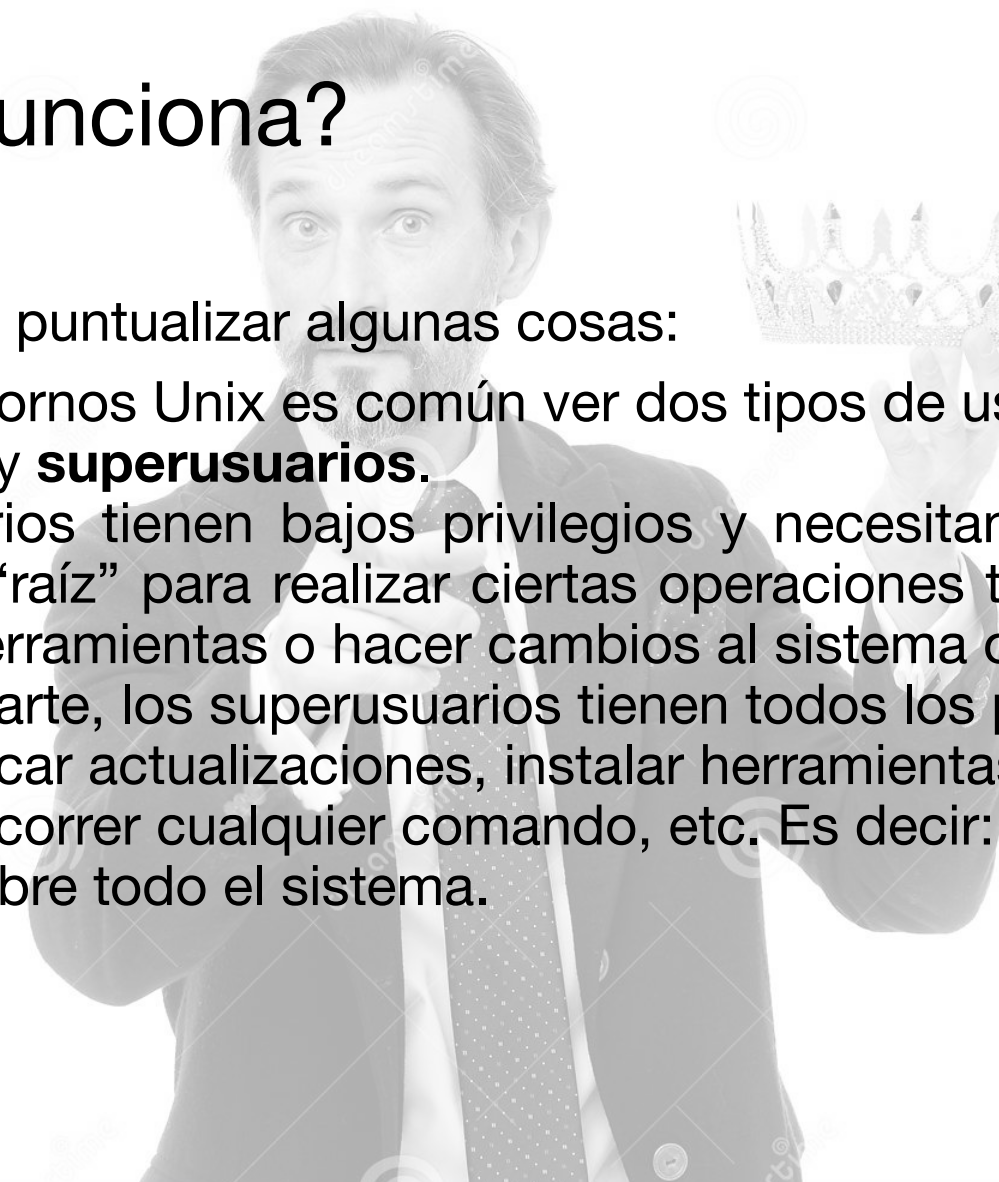 unciona?
puntualizar algunas cosas:
ornos Unix es común ver dos tipos de us
y superusuarios.
rios tienen bajos privilegios y necesitar
“raíz” para realizar ciertas operaciones t
erramientas o hacer cambios al sistema o
arte, los superusuarios tienen todos los p
car actualizaciones, instalar herramientas
correr cualquier comando, etc. Es decir:
bre todo el sistema.